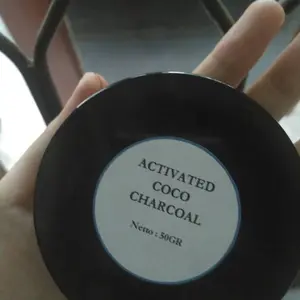 ACTIVATED
COCO
CHARCOAL
Netto : 50GR